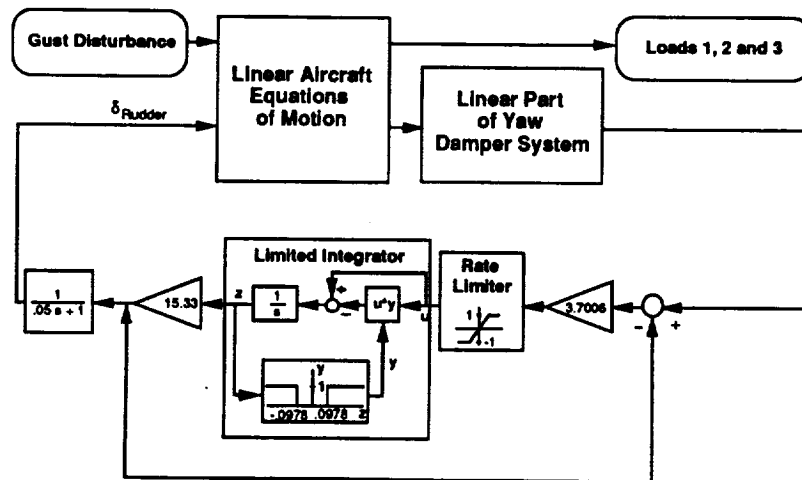 Gust Disturbance
Linear Aircraft
Equations
of Motion
Loads 1, 2 and 3
Linear Part
of Yaw
Damper System
δRudder
Limited Integrator
Rate
Limiter
1
-1
3.7006
+
−
1
.05 s + 1
15.33
z
1
s
+
−
u*y
u
y
y
1
-.0978 .0978 z